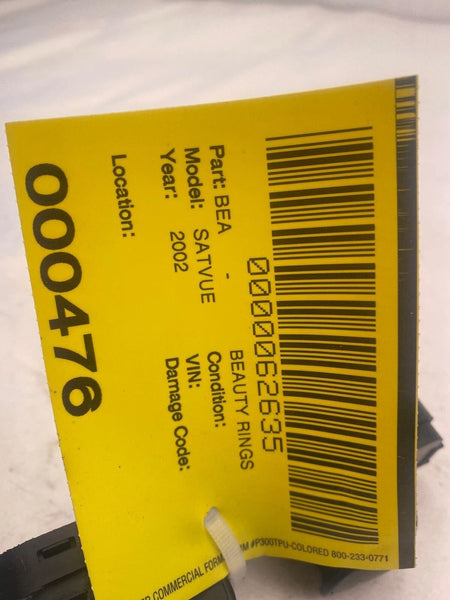 0000062635
Part: BEA - BEAUTY RINGS
Model: SATVUE Condition:
Year: 2002 VIN:
Damage Code:
Location:
000476
COMMERCIAL FORM #P300TPU-COLORED 800-233-0771